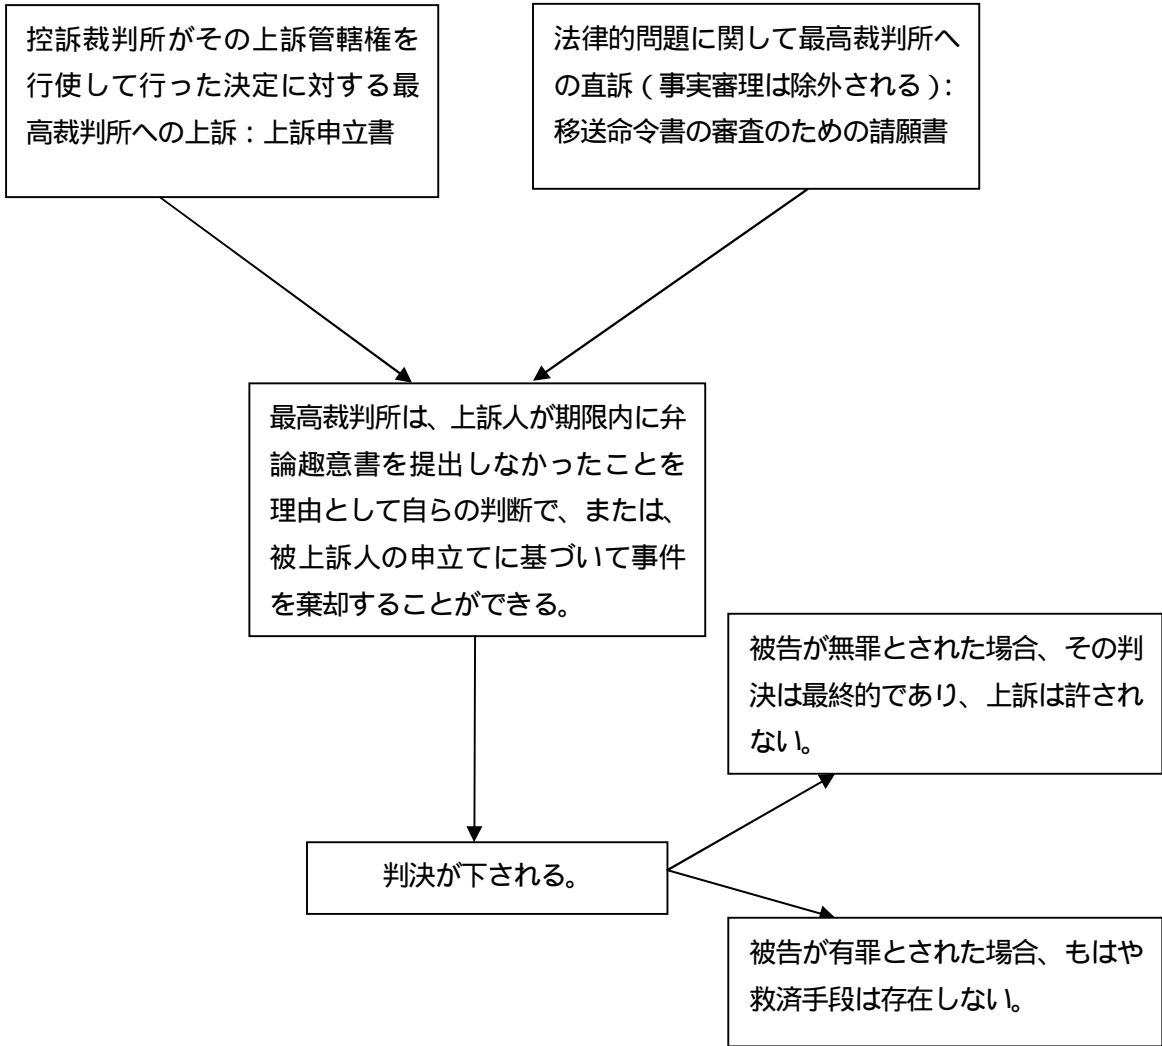 控訴裁判所がその上訴管轄権を
行使して行った決定に対する最
高裁判所への上訴：上訴申立書
法律的問題に関して最高裁判所へ
の直訴（事実審理は除外される）：
移送命令書の審査のための請願書
最高裁判所は、上訴人が期限内に弁
論趣意書を提出しなかったことを
理由として自らの判断で、または、
被上訴人の申立てに基づいて事件
を棄却することができる。
被告が無罪とされた場合、その判
決は最終的であり、上訴は許され
ない。
判決が下される。
被告が有罪とされた場合、もはや
救済手段は存在しない。